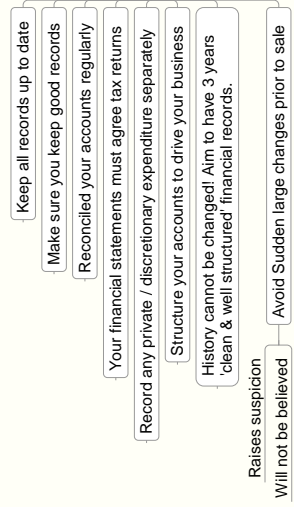 Keep all records up to date
Make sure you keep good records
Reconciled your accounts regularly
Your financial statements must agree tax returns
Record any private / discretionary expenditure separately
Structure your accounts to drive your business
History cannot be changed! Aim to have 3 years
'clean & well structured' financial records.
Avoid Sudden large changes prior to sale
Raises suspicion
Will not be believed